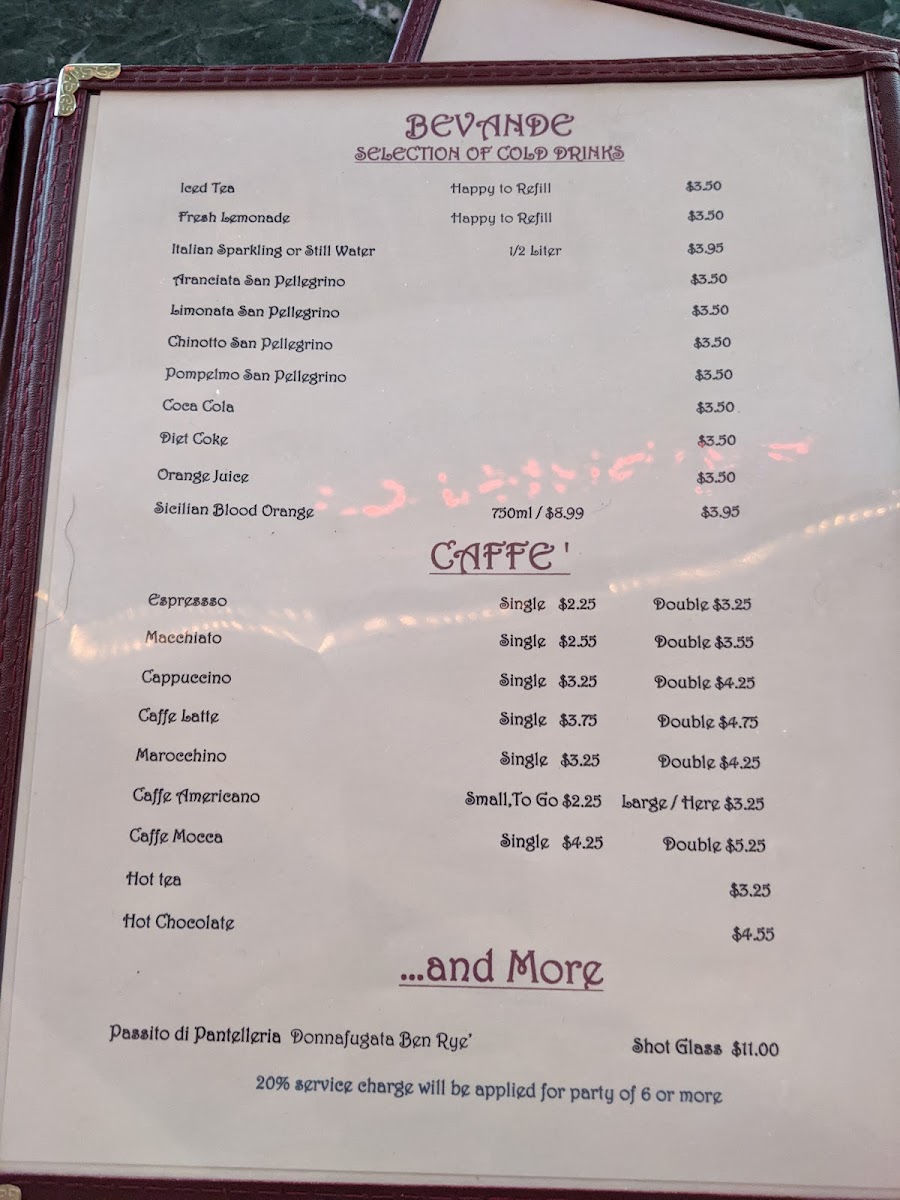 BEVANDE
SELECTION OF COLD DRINKS
Iced Tea Happy to Refill $3.50
Fresh Lemonade Happy to Refill $3.50
Italian Sparkling or Still Water 1/2 Liter $3.95
Aranciata San Pellegrino $3.50
Limonata San Pellegrino $3.50
Chinotto San Pellegrino $3.50
Pompelmo San Pellegrino $3.50
Coca Cola $3.50
Diet Coke $3.50
Orange Juice $3.50
Sicilian Blood Orange 750ml / $8.99 $3.95
CAFFE '
Espressso Single $2.25 Double $3.25
Macchiato Single $2.55 Double $3.55
Cappuccino Single $3.25 Double $4.25
Caffe Latte Single $3.75 Double $4.75
Marocchino Single $3.25 Double $4.25
Caffe Americano Small,To Go $2.25 Large / Here $3.25
Caffe Mocca Single $4.25 Double $5.25
Hot tea $3.25
Hot Chocolate $4.55
...and More
Passito di Pantelleria Donnafugata Ben Rye' Shot Glass $11.00
20% service charge will be applied for party of 6 or more